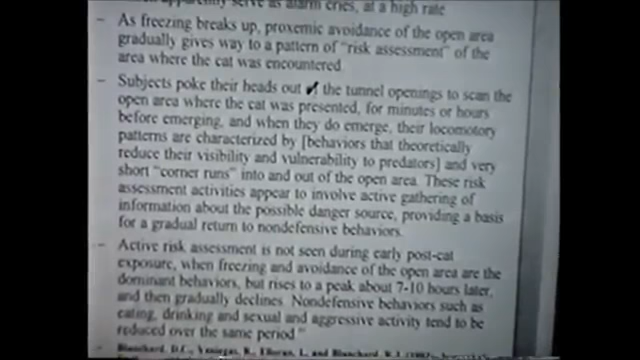 apparently serve as alarm cries, at a high rate
– As freezing breaks up, proxemic avoidance of the open area
gradually gives way to a pattern of "risk assessment" of the
area where the cat was encountered.
– Subjects poke their heads out the tunnel openings to scan the
open area where the cat was presented, for minutes or hours
before emerging, and when they do emerge, their locomotory
patterns are characterized by [behaviors that theoretically
reduce their visibility and vulnerability to predators] and very
short "corner runs" into and out of the open area. These risk
assessment activities appear to involve active gathering of
information about the possible danger source, providing a basis
for a gradual return to nondefensive behaviors.
– Active risk assessment is not seen during early post-cat
exposure, when freezing and avoidance of the open area are the
dominant behaviors, but rises to a peak about 7-10 hours later,
and then gradually declines. Nondefensive behaviors such as
eating, drinking and sexual and aggressive activity tend to be
reduced over the same period"
– Blanchard, D.C., and Blanchard, R.J.